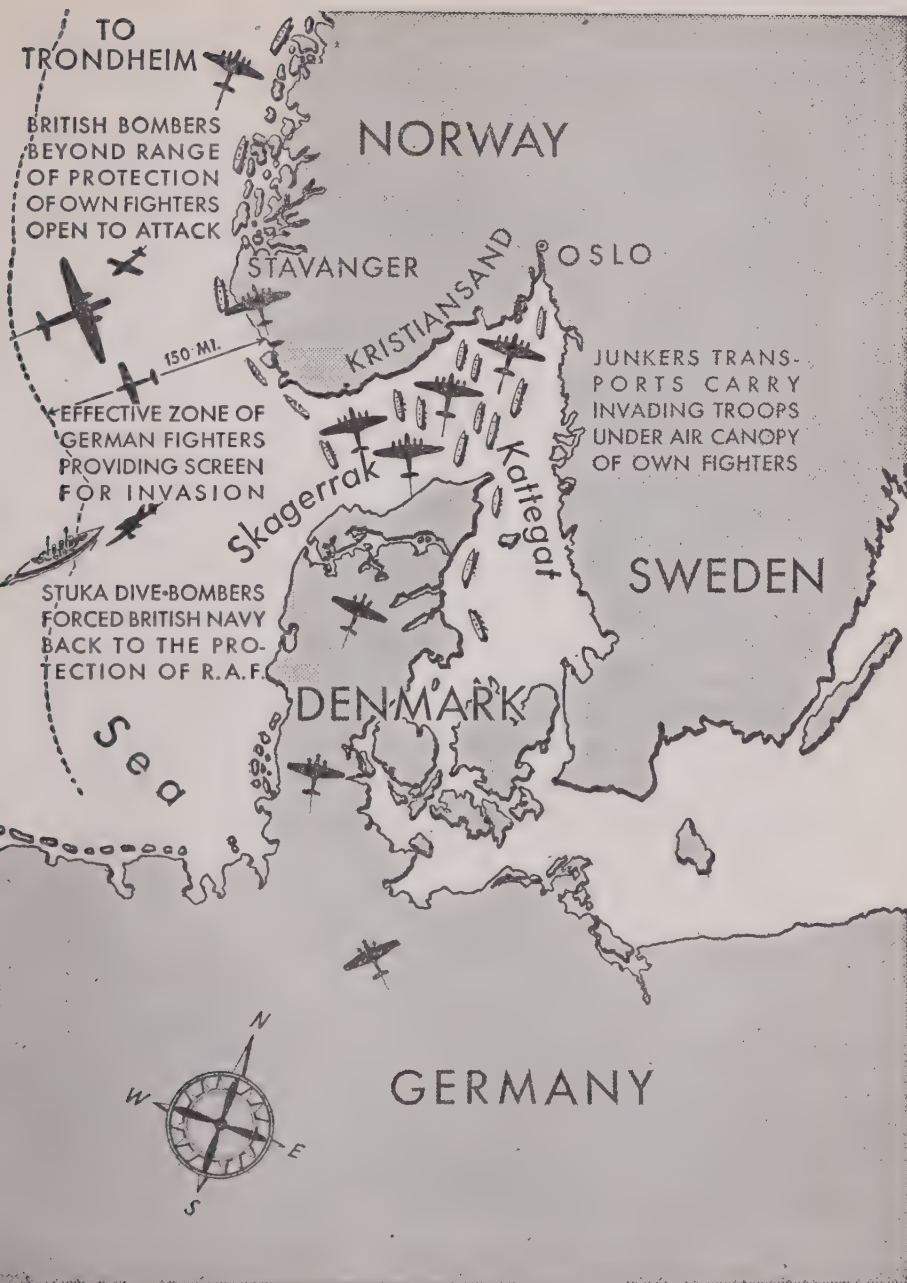 TO
TRONDHEIM
BRITISH BOMBERS
BEYOND RANGE
OF PROTECTION
OF OWN FIGHTERS
OPEN TO ATTACK
NORWAY
STAVANGER
KRISTIANSAND
OSLO
150 MI.
EFFECTIVE ZONE OF
GERMAN FIGHTERS
PROVIDING SCREEN
FOR INVASION
JUNKERS TRANS-
PORTS CARRY
INVADING TROOPS
UNDER AIR CANOPY
OF OWN FIGHTERS
Skagerrak
Kattegat
SWEDEN
STUKA DIVE-BOMBERS
FORCED BRITISH NAVY
BACK TO THE PRO-
TECTION OF R.A.F.
DENMARK
Sea
GERMANY
N
W
E
S